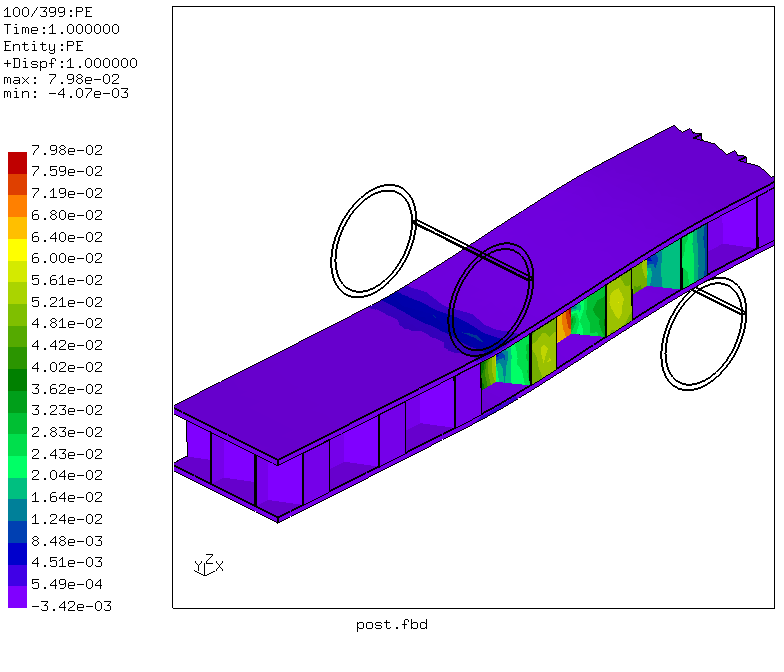 100/399:PE
Time:1.000000
Entity:PE
+Dispf:1.000000
max: 7.98e-02
min: -4.07e-03
7.98e-02
7.59e-02
7.19e-02
6.80e-02
6.40e-02
6.00e-02
5.61e-02
5.21e-02
4.81e-02
4.42e-02
4.02e-02
3.62e-02
3.23e-02
2.83e-02
2.43e-02
2.04e-02
1.64e-02
1.24e-02
8.48e-03
4.51e-03
5.49e-04
-3.42e-03
Z
Y X
post.fbd